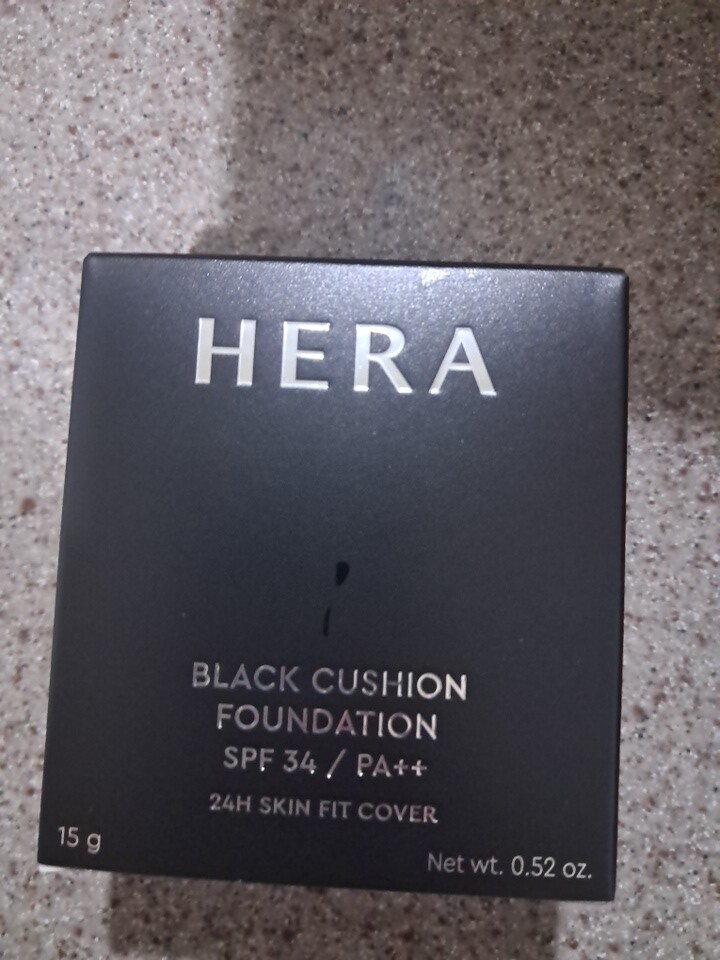 HERA
BLACK CUSHION
FOUNDATION
SPF 34 / PA++
24H SKIN FIT COVER
15 g
Net wt. 0.52 oz.